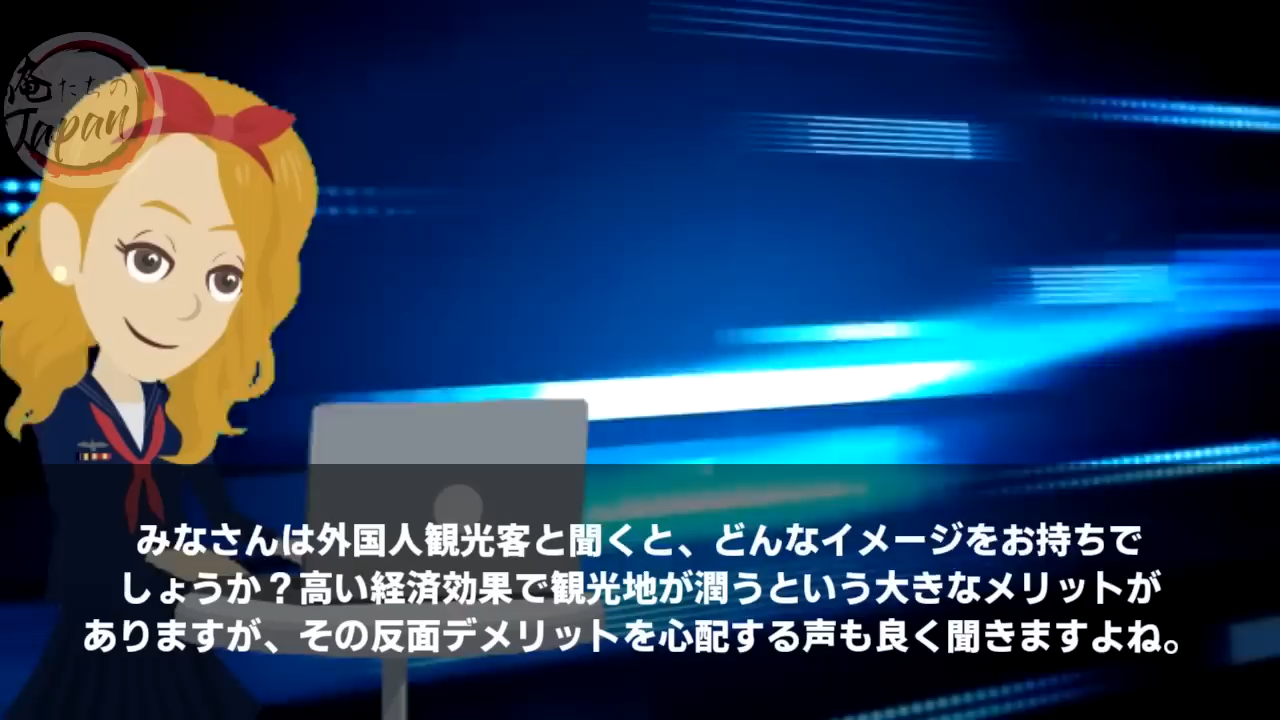 俺たちの
Japan
みなさんは外国人観光客と聞くと、どんなイメージをお持ちで
しょうか？高い経済効果で観光地が潤うという大きなメリットが
ありますが、その反面デメリットを心配する声も良く聞きますよね。